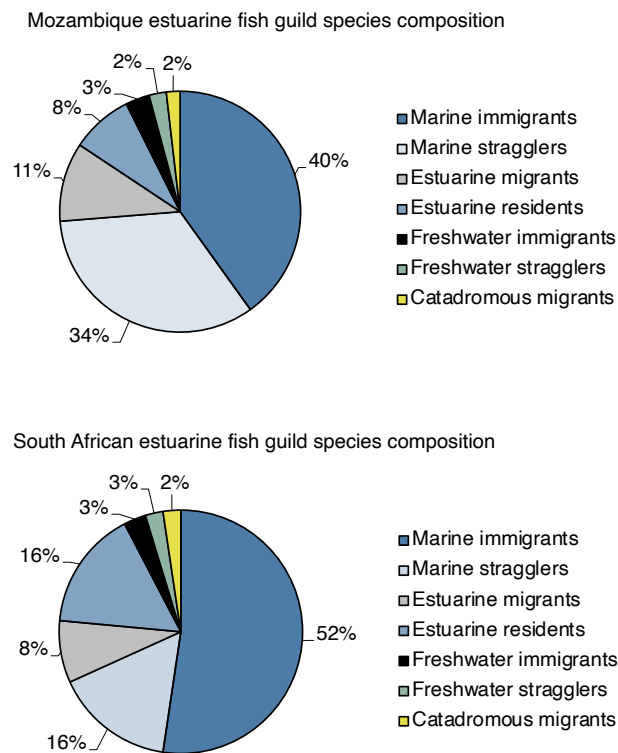 Mozambique estuarine fish guild species composition
2%
2%
3%
8%
11%
40%
34%
Marine immigrants
Marine stragglers
Estuarine migrants
Estuarine residents
Freshwater immigrants
Freshwater stragglers
Catadromous migrants
South African estuarine fish guild species composition
3%
2%
3%
16%
8%
52%
16%
Marine immigrants
Marine stragglers
Estuarine migrants
Estuarine residents
Freshwater immigrants
Freshwater stragglers
Catadromous migrants